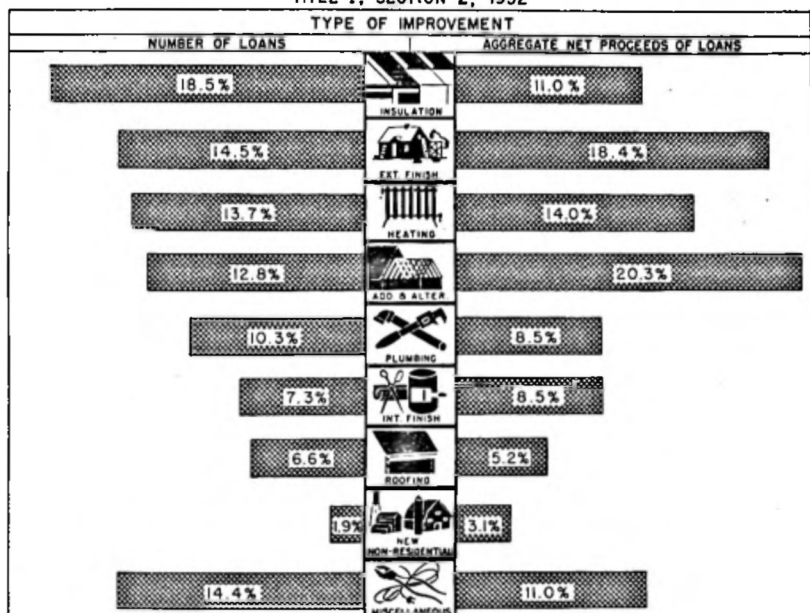 TYPE OF IMPROVEMENT
NUMBER OF LOANS AGGREGATE NET PROCEEDS OF LOANS
18.5% 11.0%
INSULATION
14.5% 18.4%
EXT. FINISH
13.7% 14.0%
HEATING
12.8% 20.3%
ADD & ALTER
10.3% 8.5%
PLUMBING
7.3% 8.5%
INT. FINISH
6.6% 5.2%
ROOFING
1.9% 3.1%
NEW
NON-RESIDENTIAL
14.4% 11.0%
MISCELLANEOUS